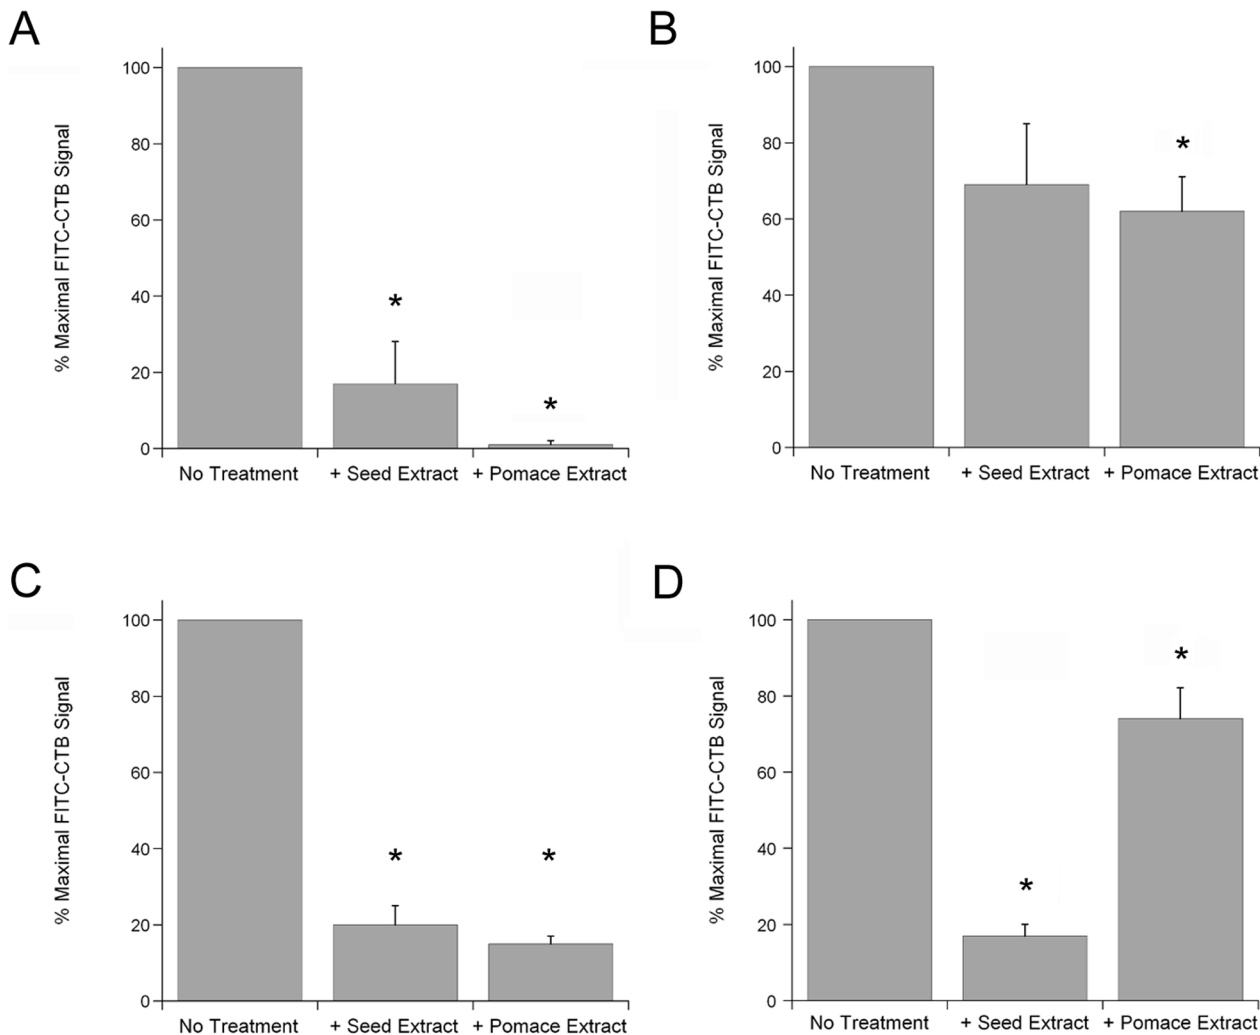 A
% Maximal FITC-CTB Signal
100
80
60
40
20
0
*
*
No Treatment
+ Seed Extract
+ Pomace Extract
B
% Maximal FITC-CTB Signal
100
80
60
40
20
0
*
No Treatment
+ Seed Extract
+ Pomace Extract
C
% Maximal FITC-CTB Signal
100
80
60
40
20
0
*
*
No Treatment
+ Seed Extract
+ Pomace Extract
D
% Maximal FITC-CTB Signal
100
80
60
40
20
0
*
*
No Treatment
+ Seed Extract
+ Pomace Extract